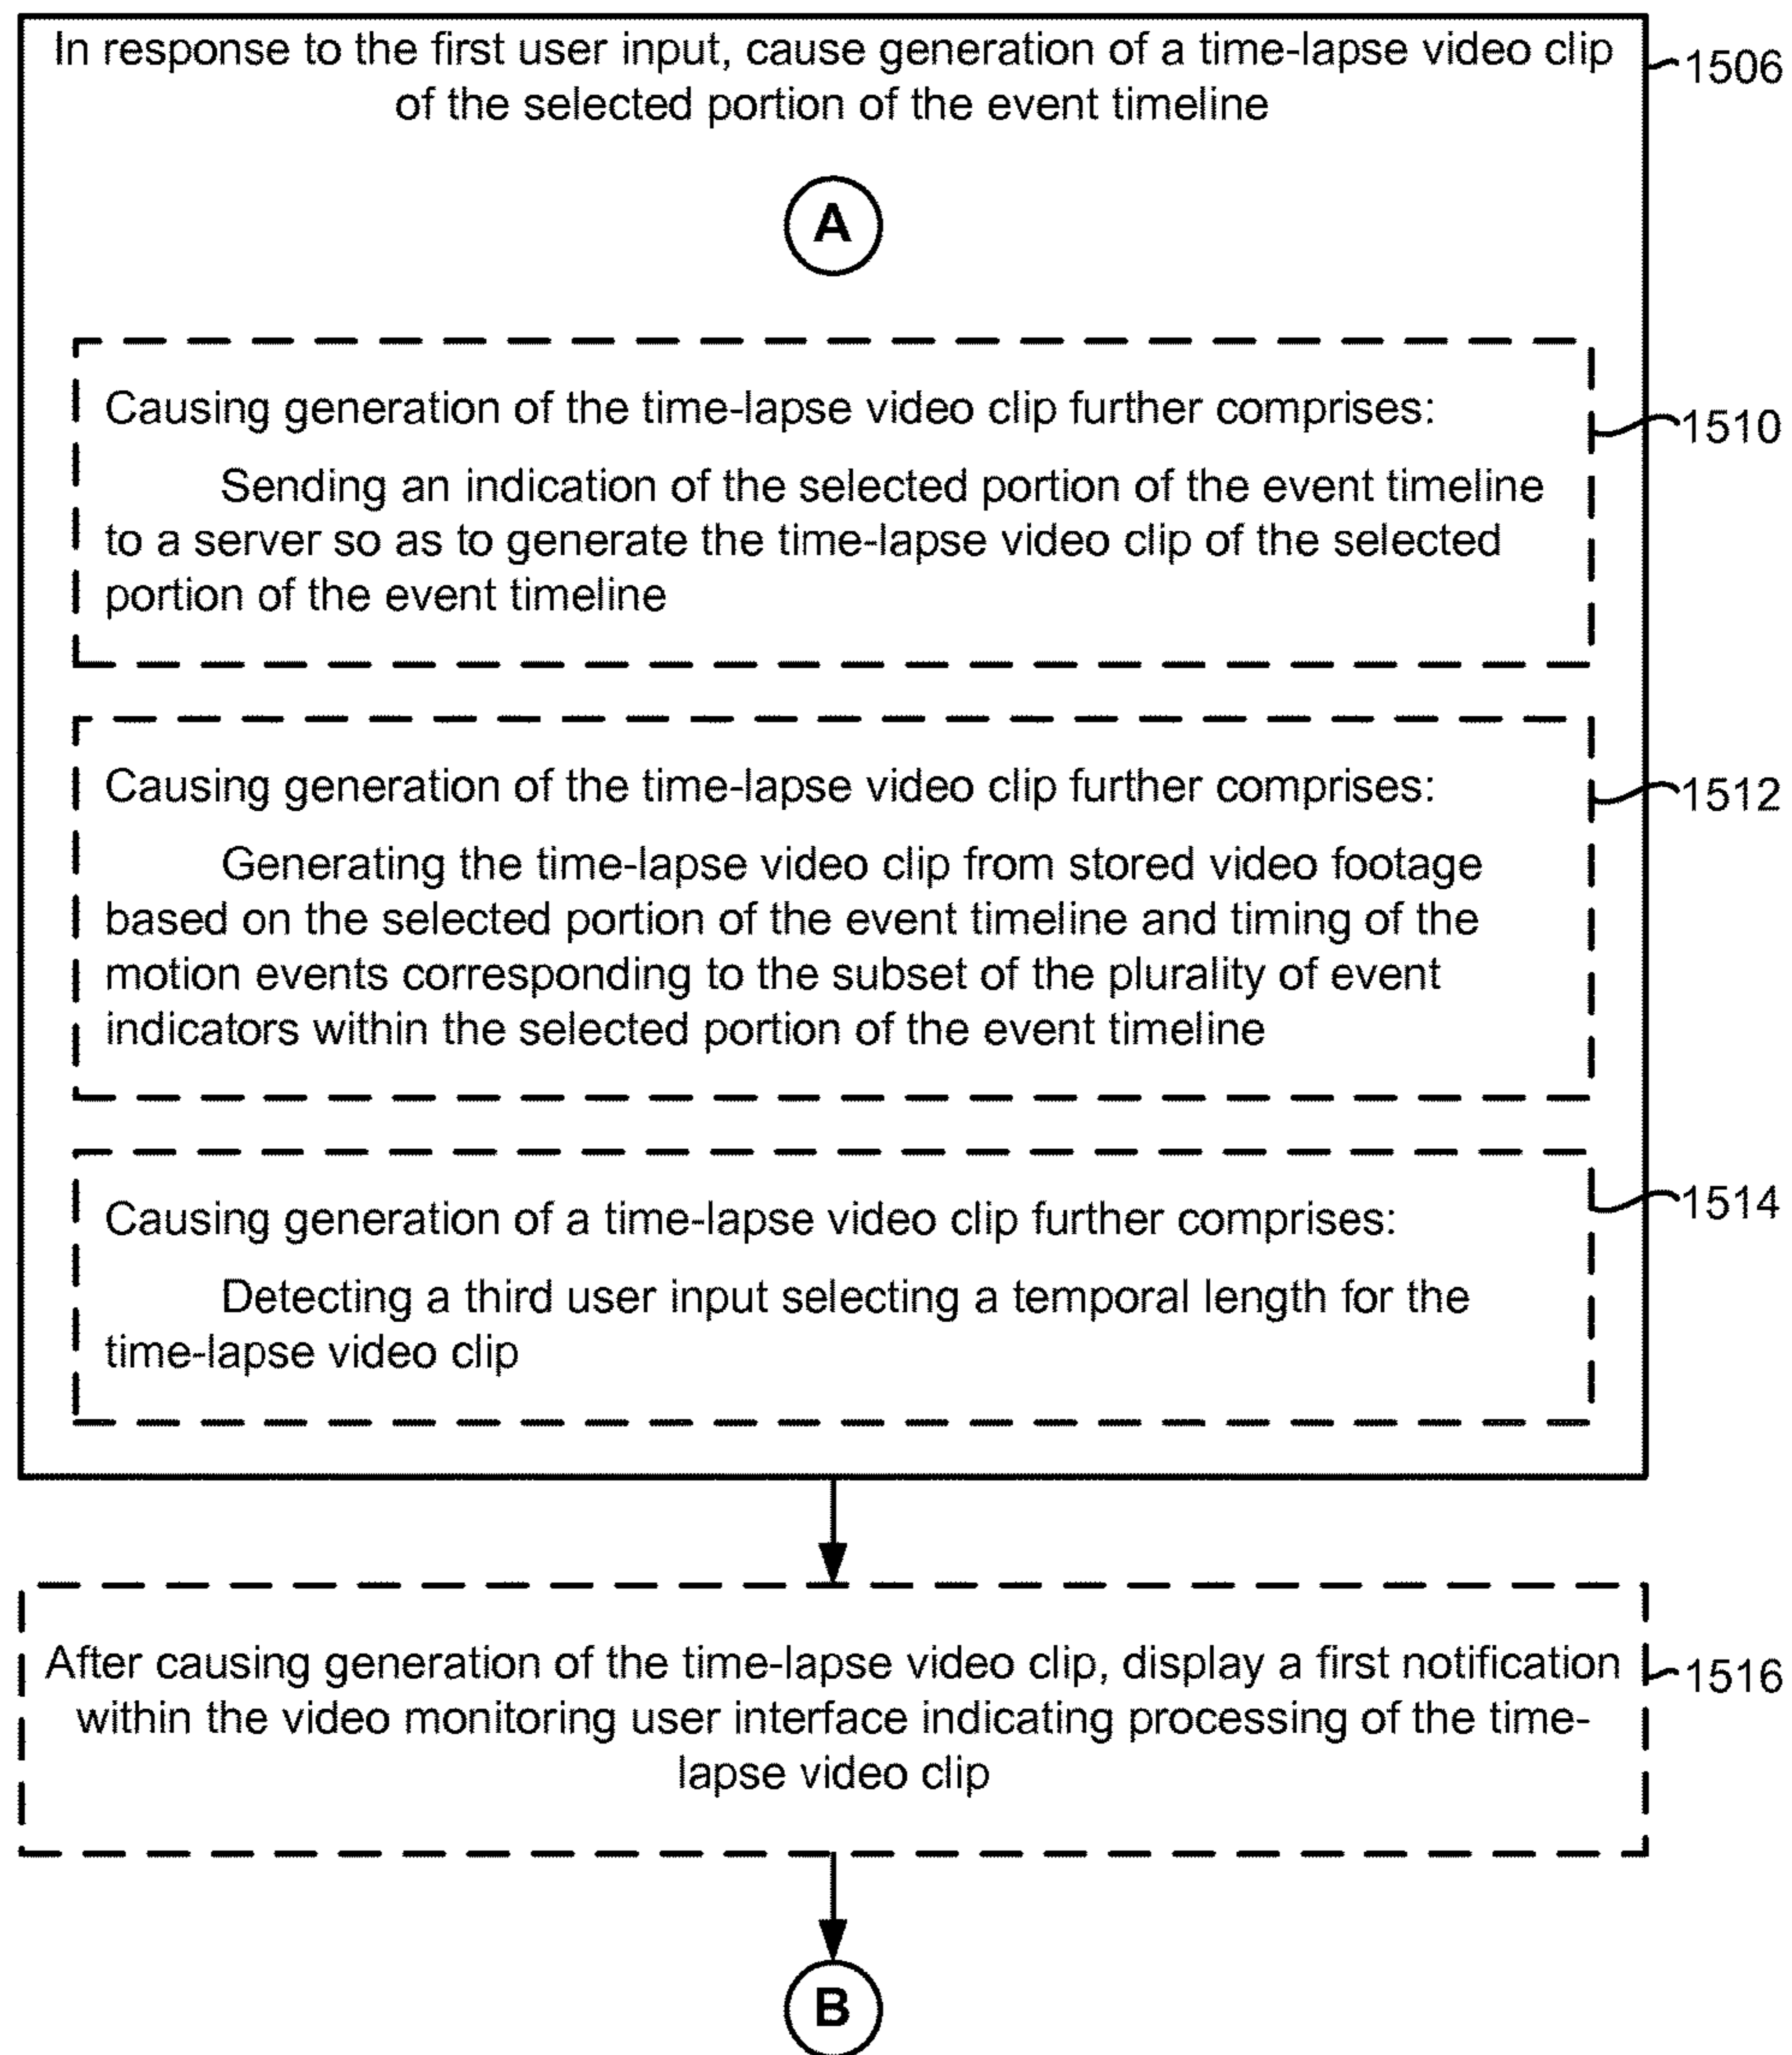 In response to the first user input, cause generation of a time-lapse video clip
of the selected portion of the event timeline
1506
A
Causing generation of the time-lapse video clip further comprises:
1510
Sending an indication of the selected portion of the event timeline
to a server so as to generate the time-lapse video clip of the selected
portion of the event timeline
Causing generation of the time-lapse video clip further comprises:
1512
Generating the time-lapse video clip from stored video footage
based on the selected portion of the event timeline and timing of the
motion events corresponding to the subset of the plurality of event
indicators within the selected portion of the event timeline
Causing generation of a time-lapse video clip further comprises:
1514
Detecting a third user input selecting a temporal length for the
time-lapse video clip
After causing generation of the time-lapse video clip, display a first notification
1516
within the video monitoring user interface indicating processing of the time-
lapse video clip
B